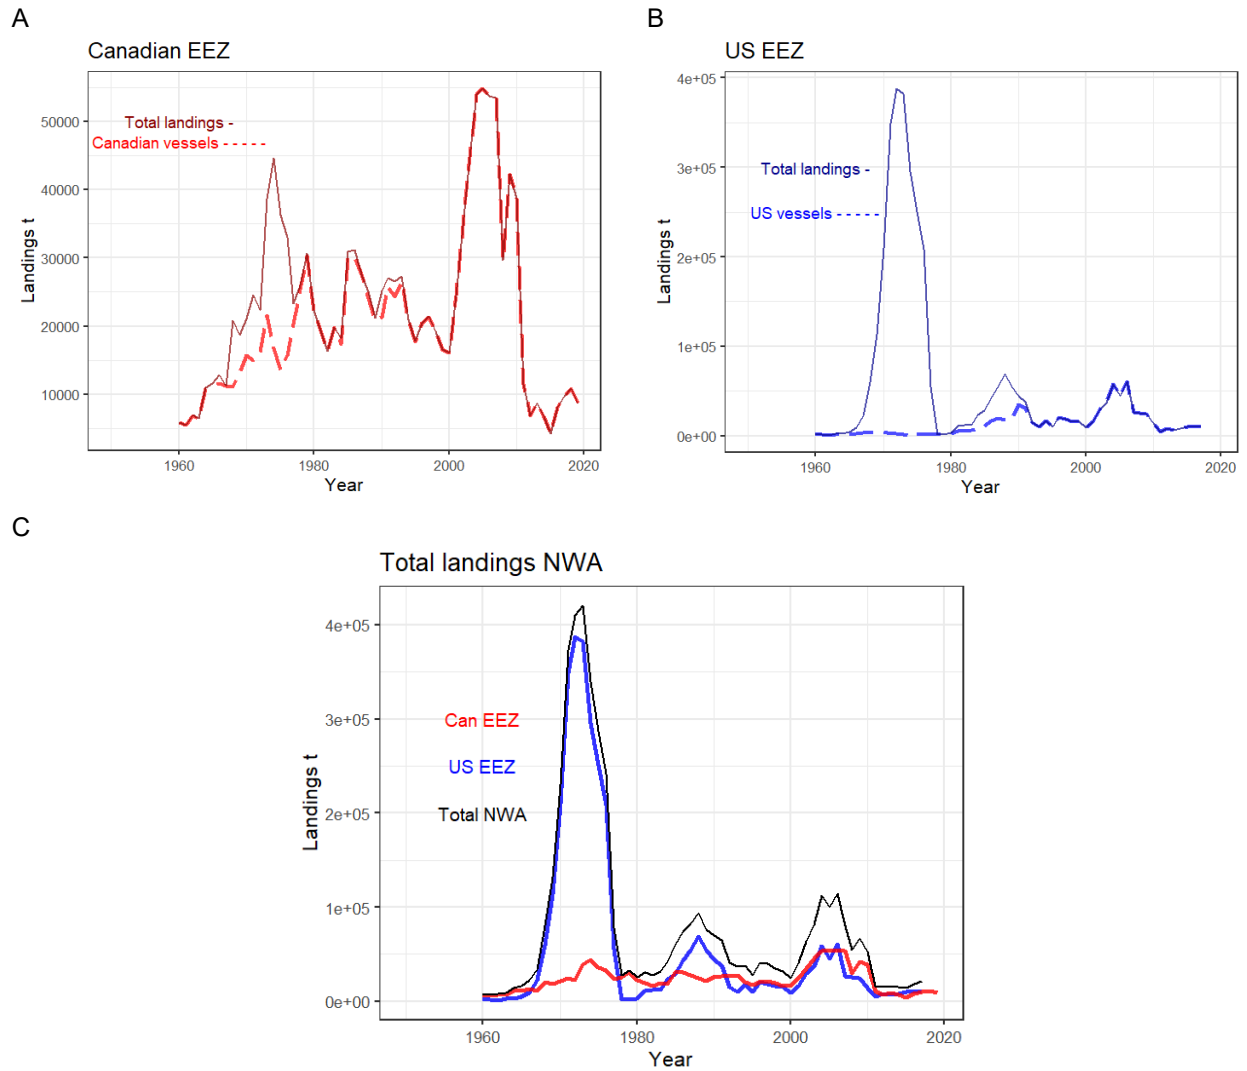 A
Canadian EEZ
Landings t
50000
40000
30000
20000
10000
Total landings -
Canadian vessels - - - - -
1960
1980
2000
2020
Year
B
US EEZ
Landings t
4e+05
3e+05
2e+05
1e+05
0e+00
Total landings -
US vessels - - - - -
1960
1980
2000
2020
Year
C
Total landings NWA
Landings t
4e+05
3e+05
2e+05
1e+05
0e+00
Can EEZ
US EEZ
Total NWA
1960
1980
2000
2020
Year